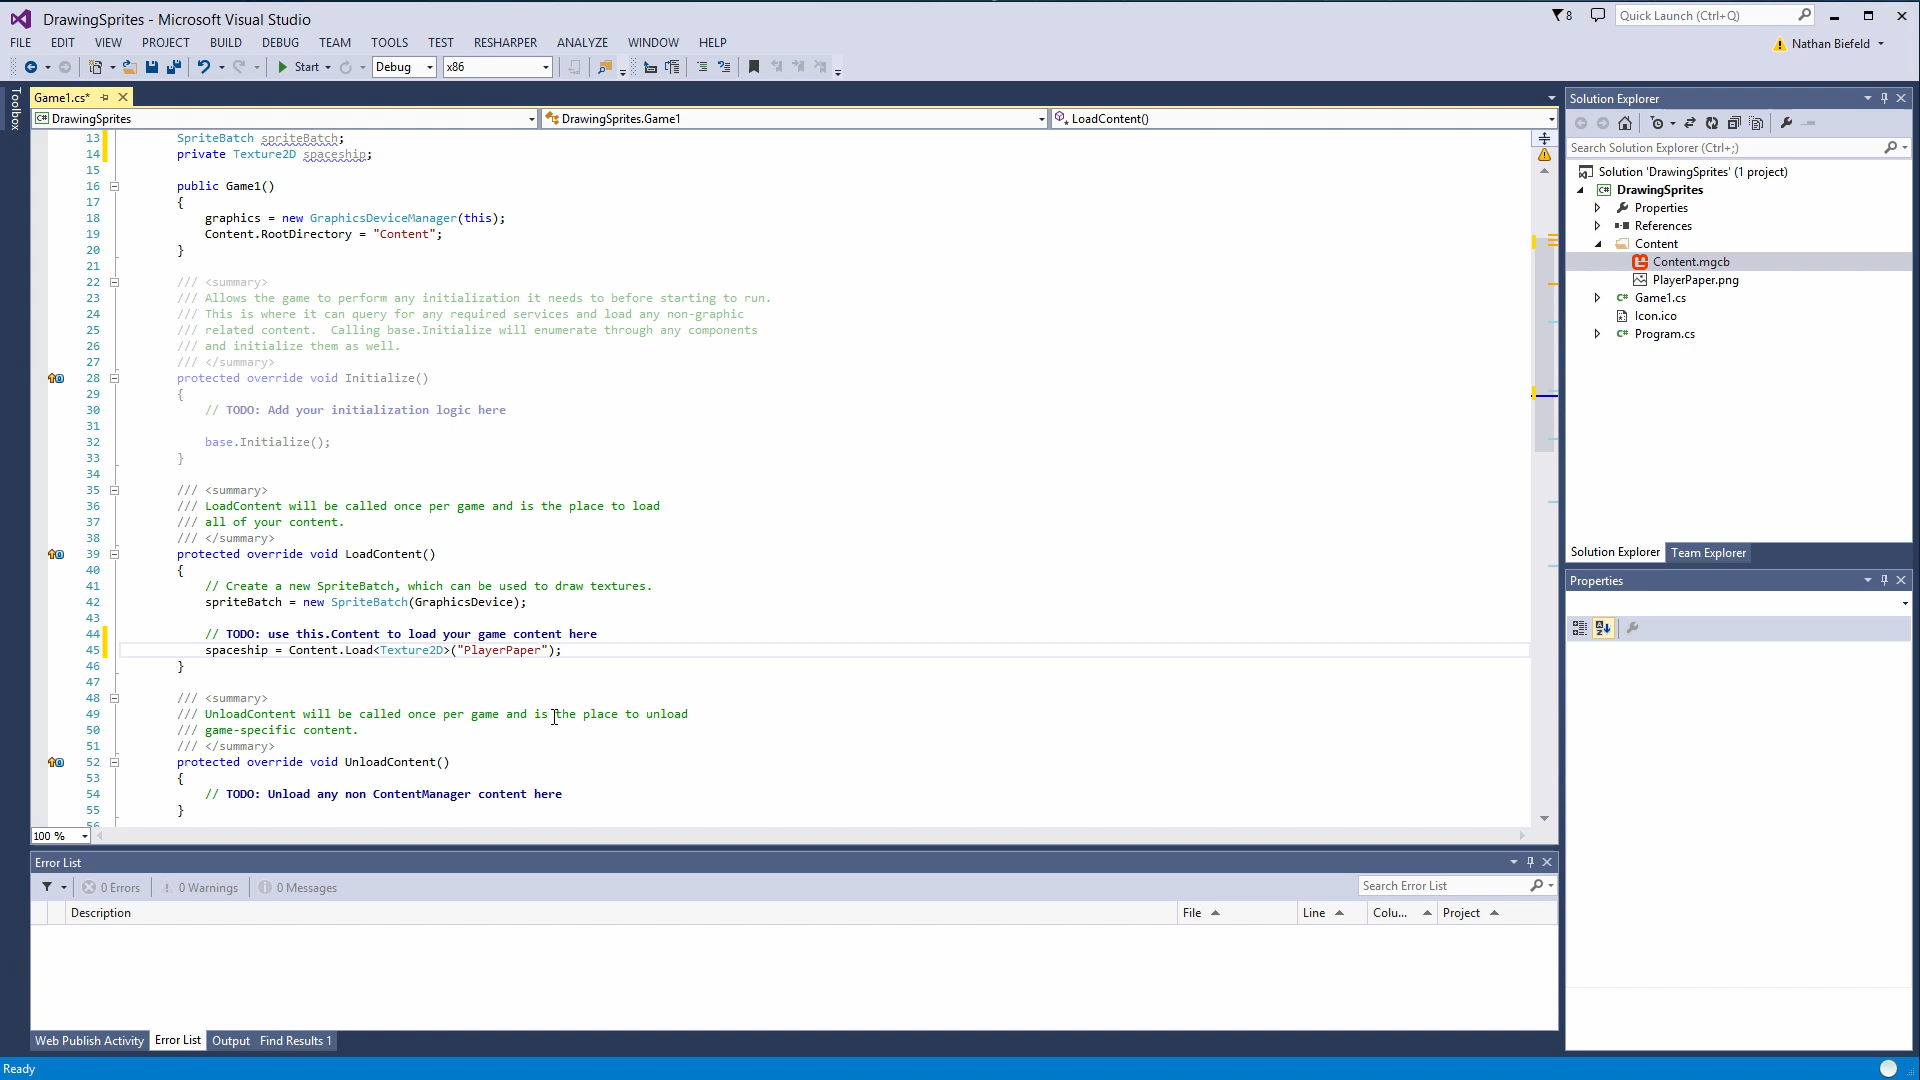 DrawingSprites - Microsoft Visual Studio
8
Quick Launch (Ctrl+Q)
FILE EDIT VIEW PROJECT BUILD DEBUG TEAM TOOLS TEST RESHARPER ANALYZE WINDOW HELP
Nathan Biefeld
Start Debug x86
Toolbox
Game1.cs*
DrawingSprites DrawingSprites.Game1 LoadContent()
13 SpriteBatch spriteBatch;
14 private Texture2D spaceship;
15
16 public Game1()
17 {
18 graphics = new GraphicsDeviceManager(this);
19 Content.RootDirectory = "Content";
20 }
21
22 /// <summary>
23 /// Allows the game to perform any initialization it needs to before starting to run.
24 /// This is where it can query for any required services and load any non-graphic
25 /// related content.  Calling base.Initialize will enumerate through any components
26 /// and initialize them as well.
27 /// </summary>
28 protected override void Initialize()
29 {
30 // TODO: Add your initialization logic here
31
32 base.Initialize();
33 }
34
35 /// <summary>
36 /// LoadContent will be called once per game and is the place to load
37 /// all of your content.
38 /// </summary>
39 protected override void LoadContent()
40 {
41 // Create a new SpriteBatch, which can be used to draw textures.
42 spriteBatch = new SpriteBatch(GraphicsDevice);
43
44 // TODO: use this.Content to load your game content here
45 spaceship = Content.Load<Texture2D>("PlayerPaper");
46 }
47
48 /// <summary>
49 /// UnloadContent will be called once per game and is the place to unload
50 /// game-specific content.
51 /// </summary>
52 protected override void UnloadContent()
53 {
54 // TODO: Unload any non ContentManager content here
55 }
56
100 %
Error List
0 Errors 0 Warnings 0 Messages
Search Error List
Description File Line Colu... Project
Web Publish Activity Error List Output Find Results 1
Ready
Solution Explorer
Search Solution Explorer (Ctrl+;)
Solution 'DrawingSprites' (1 project)
DrawingSprites
Properties
References
Content
Content.mgcb
PlayerPaper.png
Game1.cs
Icon.ico
Program.cs
Solution Explorer Team Explorer
Properties